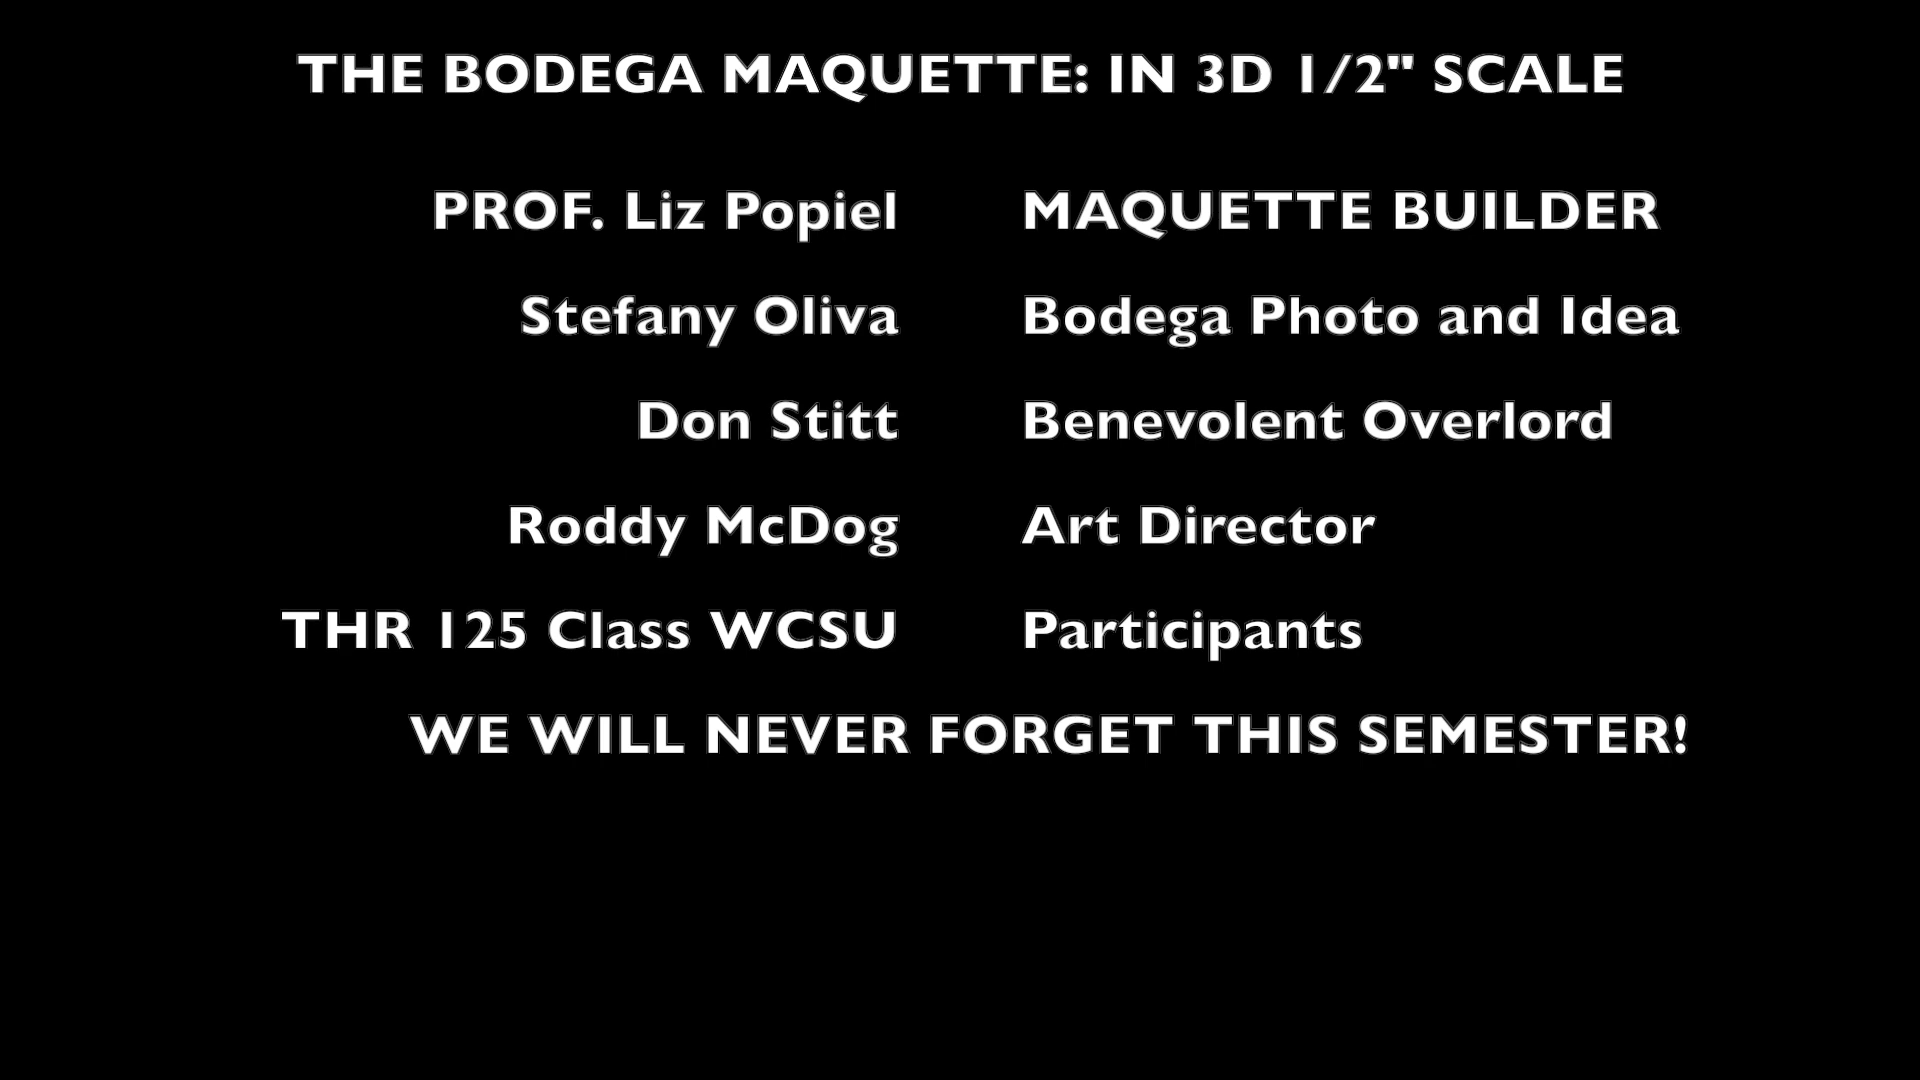 THE BODEGA MAQUETTE: IN 3D 1/2" SCALE
PROF. Liz Popiel MAQUETTE BUILDER
Stefany Oliva Bodega Photo and Idea
Don Stitt Benevolent Overlord
Roddy McDog Art Director
THR 125 Class WCSU Participants
WE WILL NEVER FORGET THIS SEMESTER!